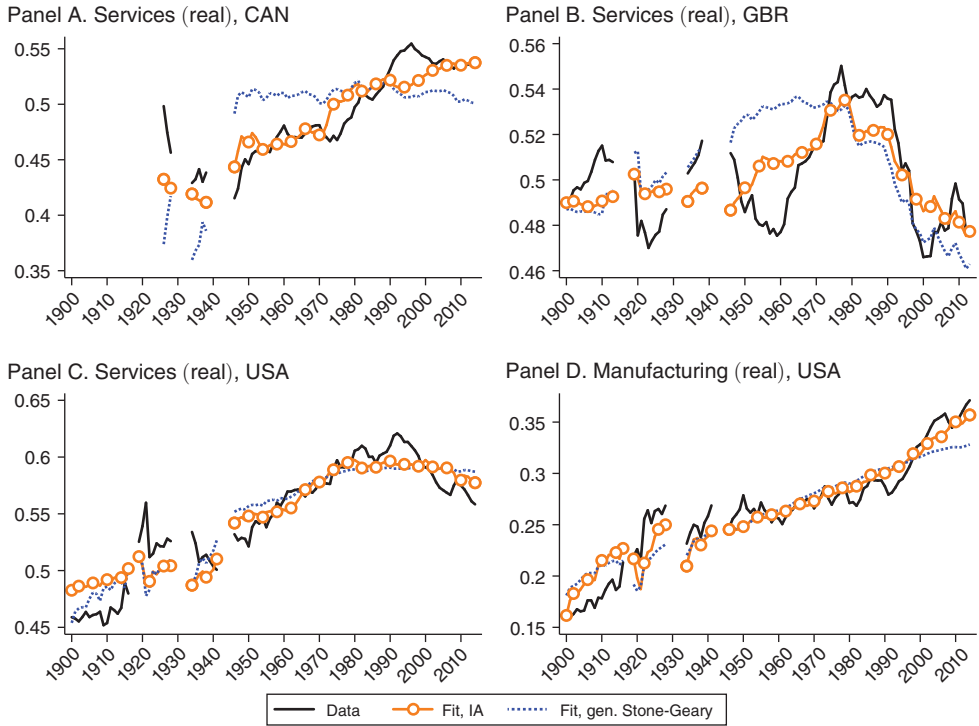 Panel A. Services (real), CAN
0.55
0.5
0.45
0.4
0.35
1900 1910 1920 1930 1940 1950 1960 1970 1980 1990 2000 2010
Panel B. Services (real), GBR
0.56
0.54
0.52
0.5
0.48
0.46
1900 1910 1920 1930 1940 1950 1960 1970 1980 1990 2000 2010
Panel C. Services (real), USA
0.65
0.6
0.55
0.5
0.45
1900 1910 1920 1930 1940 1950 1960 1970 1980 1990 2000 2010
Panel D. Manufacturing (real), USA
0.4
0.35
0.3
0.25
0.2
0.15
1900 1910 1920 1930 1940 1950 1960 1970 1980 1990 2000 2010
Data Fit, IA Fit, gen. Stone-Geary